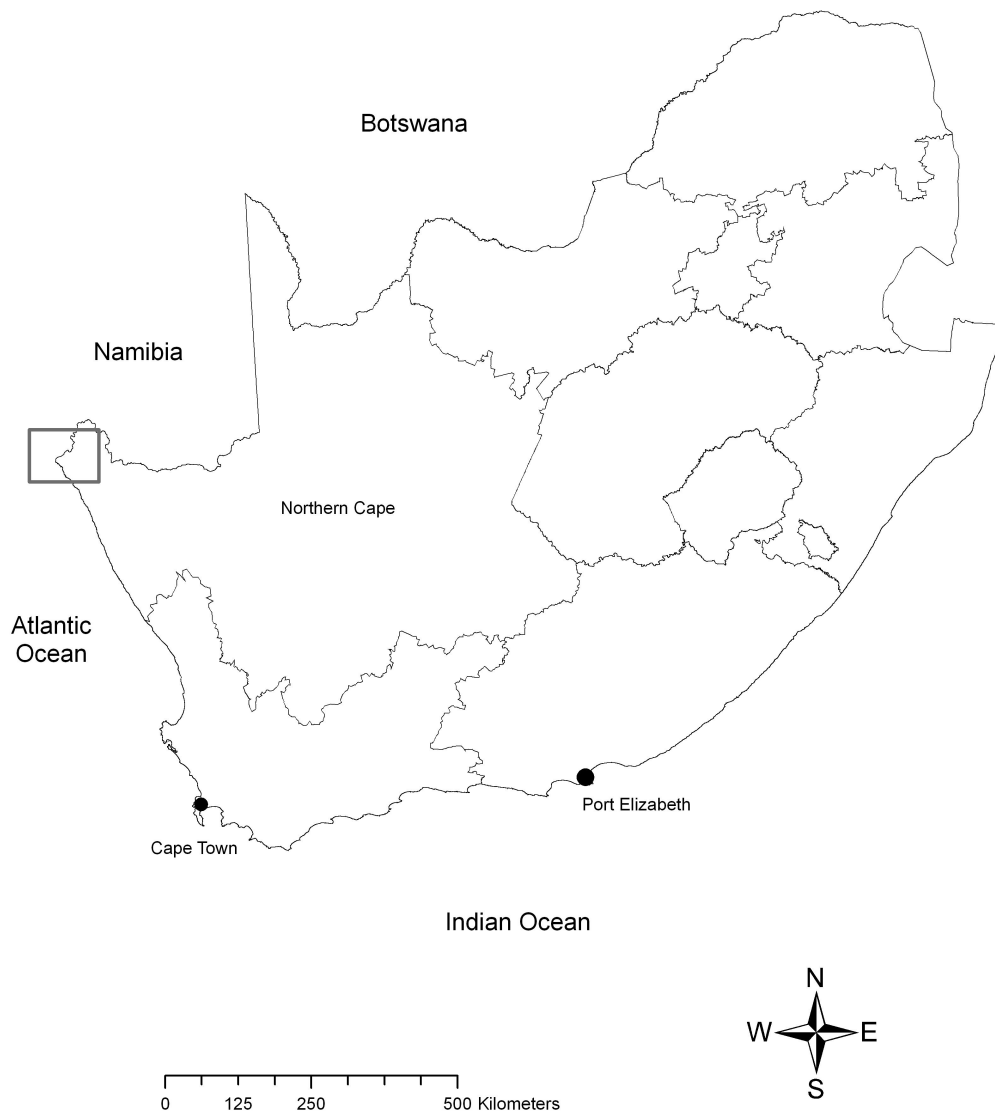 Botswana
Namibia
Northern Cape
Atlantic
Ocean
Port Elizabeth
Cape Town
Indian Ocean
N
W
E
S
0 125 250 500 Kilometers